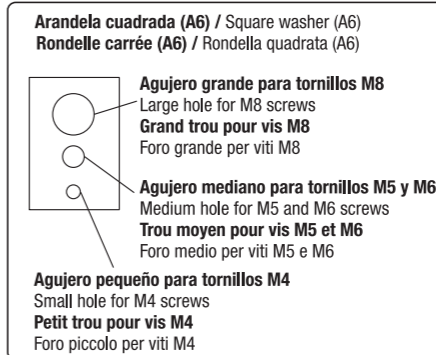 Arandela cuadrada (A6) / Square washer (A6)
Rondelle carrée (A6) / Rondella quadrata (A6)
Agujero grande para tornillos M8
Large hole for M8 screws
Grand trou pour vis M8
Foro grande per viti M8
Agujero mediano para tornillos M5 y M6
Medium hole for M5 and M6 screws
Trou moyen pour vis M5 et M6
Foro medio per viti M5 e M6
Agujero pequeño para tornillos M4
Small hole for M4 screws
Petit trou pour vis M4
Foro piccolo per viti M4